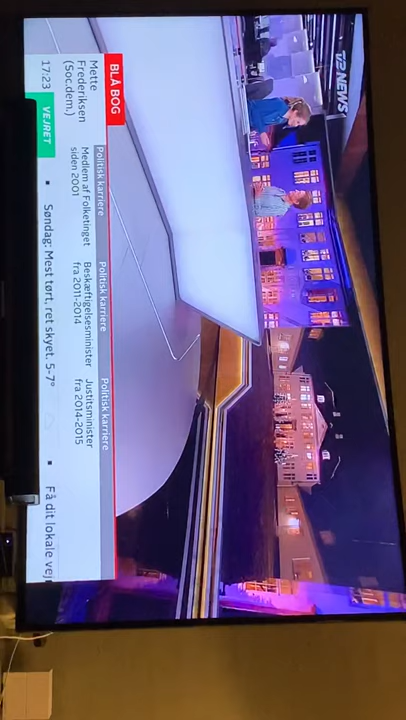 TV2 NEWS
BLÅ BOG
Mette
Frederiksen
(Soc.dem.)
Politisk karriere
Medlem af Folketinget
siden 2001
Politisk karriere
Beskæftigelsesminister
fra 2011-2014
Politisk karriere
Justitsminister
fra 2014-2015
17:23
VEJRET
Søndag: Mest tørt, ret skyet. 5-7°
Få dit lokale vejr